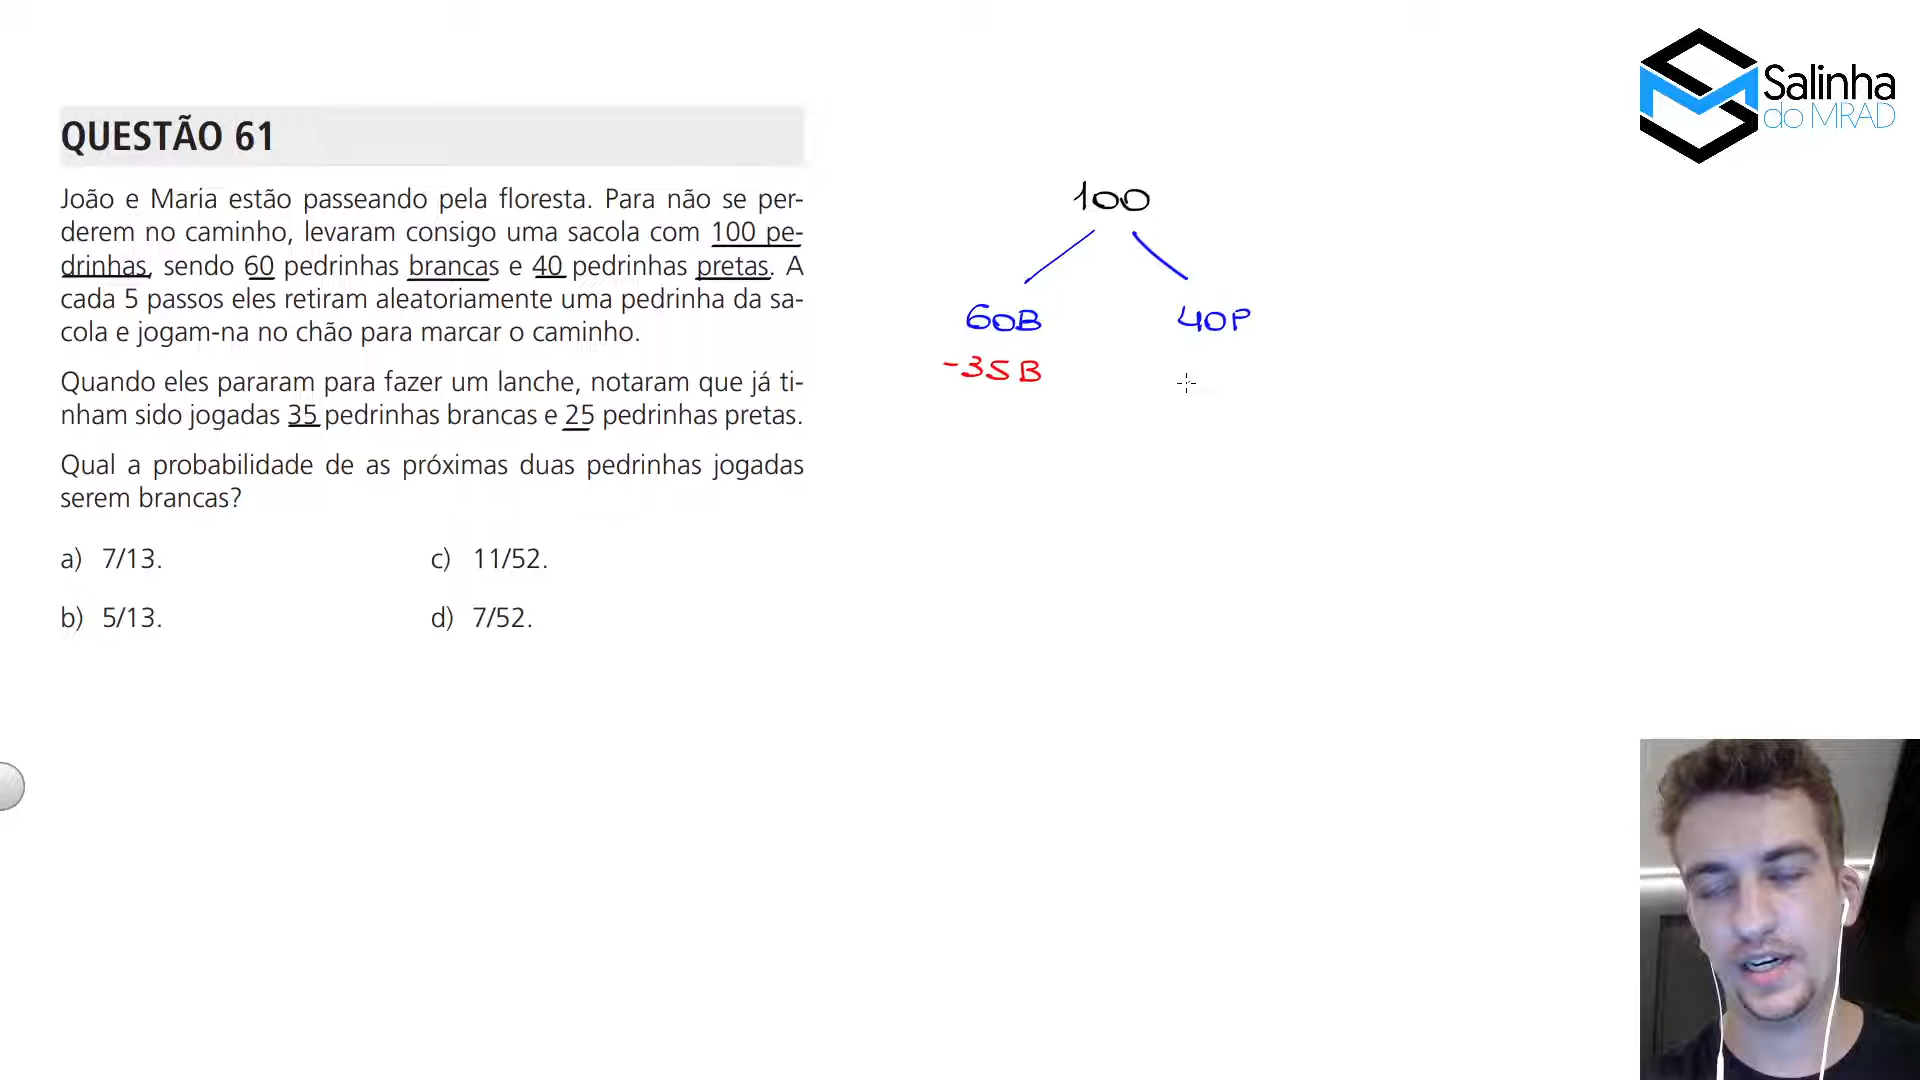 QUESTÃO 61
João e Maria estão passeando pela floresta. Para não se per-
derem no caminho, levaram consigo uma sacola com 100 pe-
drinhas, sendo 60 pedrinhas brancas e 40 pedrinhas pretas. A
cada 5 passos eles retiram aleatoriamente uma pedrinha da sa-
cola e jogam-na no chão para marcar o caminho.
Quando eles pararam para fazer um lanche, notaram que já ti-
nham sido jogadas 35 pedrinhas brancas e 25 pedrinhas pretas.
Qual a probabilidade de as próximas duas pedrinhas jogadas
serem brancas?
a) 7/13.
b) 5/13.
c) 11/52.
d) 7/52.
100
60B 40P
-35B
Salinha
do MRAD